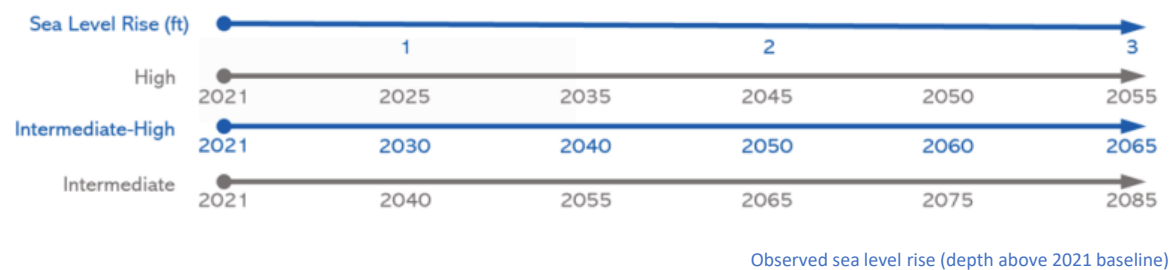 Sea Level Rise (ft)
1 2 3
High
2021 2025 2035 2045 2050 2055
Intermediate-High
2021 2030 2040 2050 2060 2065
Intermediate
2021 2040 2055 2065 2075 2085
Observed sea level rise (depth above 2021 baseline)